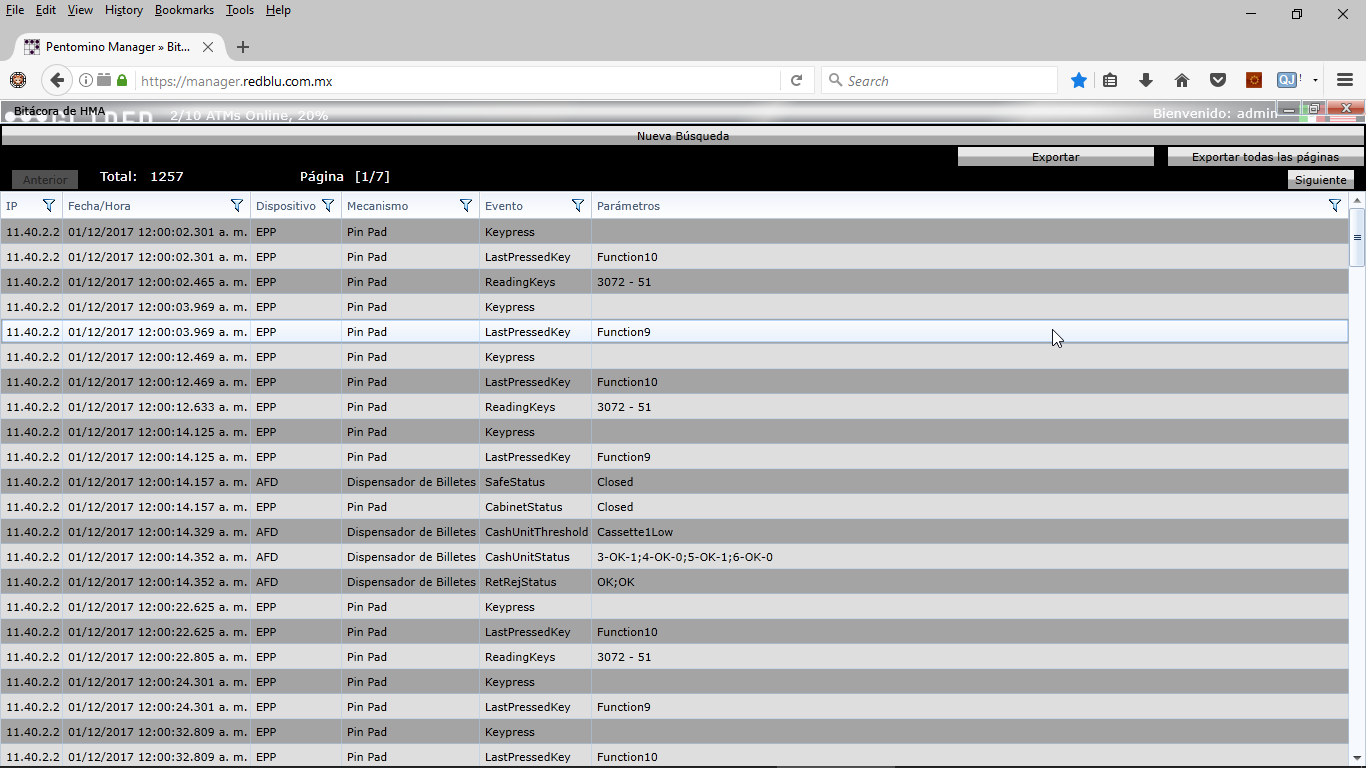 File Edit View History Bookmarks Tools Help
Pentomino Manager » Bit...
https://manager.redblu.com.mx
Search
QJ !
Bitácora de HMA
2/10 ATMs Online, 20%
Bienvenido: admin
Nueva Búsqueda
Exportar Exportar todas las páginas
Anterior Total: 1257 Página [1/7] Siguiente
IP Fecha/Hora Dispositivo Mecanismo Evento Parámetros
11.40.2.2 01/12/2017 12:00:02.301 a. m. EPP Pin Pad Keypress
11.40.2.2 01/12/2017 12:00:02.301 a. m. EPP Pin Pad LastPressedKey Function10
11.40.2.2 01/12/2017 12:00:02.465 a. m. EPP Pin Pad ReadingKeys 3072 - 51
11.40.2.2 01/12/2017 12:00:03.969 a. m. EPP Pin Pad Keypress
11.40.2.2 01/12/2017 12:00:03.969 a. m. EPP Pin Pad LastPressedKey Function9
11.40.2.2 01/12/2017 12:00:12.469 a. m. EPP Pin Pad Keypress
11.40.2.2 01/12/2017 12:00:12.469 a. m. EPP Pin Pad LastPressedKey Function10
11.40.2.2 01/12/2017 12:00:12.633 a. m. EPP Pin Pad ReadingKeys 3072 - 51
11.40.2.2 01/12/2017 12:00:14.125 a. m. EPP Pin Pad Keypress
11.40.2.2 01/12/2017 12:00:14.125 a. m. EPP Pin Pad LastPressedKey Function9
11.40.2.2 01/12/2017 12:00:14.157 a. m. AFD Dispensador de Billetes SafeStatus Closed
11.40.2.2 01/12/2017 12:00:14.157 a. m. EPP Pin Pad CabinetStatus Closed
11.40.2.2 01/12/2017 12:00:14.329 a. m. AFD Dispensador de Billetes CashUnitThreshold Cassette1Low
11.40.2.2 01/12/2017 12:00:14.352 a. m. AFD Dispensador de Billetes CashUnitStatus 3-OK-1;4-OK-0;5-OK-1;6-OK-0
11.40.2.2 01/12/2017 12:00:14.352 a. m. AFD Dispensador de Billetes RetRejStatus OK;OK
11.40.2.2 01/12/2017 12:00:22.625 a. m. EPP Pin Pad Keypress
11.40.2.2 01/12/2017 12:00:22.625 a. m. EPP Pin Pad LastPressedKey Function10
11.40.2.2 01/12/2017 12:00:22.805 a. m. EPP Pin Pad ReadingKeys 3072 - 51
11.40.2.2 01/12/2017 12:00:24.301 a. m. EPP Pin Pad Keypress
11.40.2.2 01/12/2017 12:00:24.301 a. m. EPP Pin Pad LastPressedKey Function9
11.40.2.2 01/12/2017 12:00:32.809 a. m. EPP Pin Pad Keypress
11.40.2.2 01/12/2017 12:00:32.809 a. m. EPP Pin Pad LastPressedKey Function10